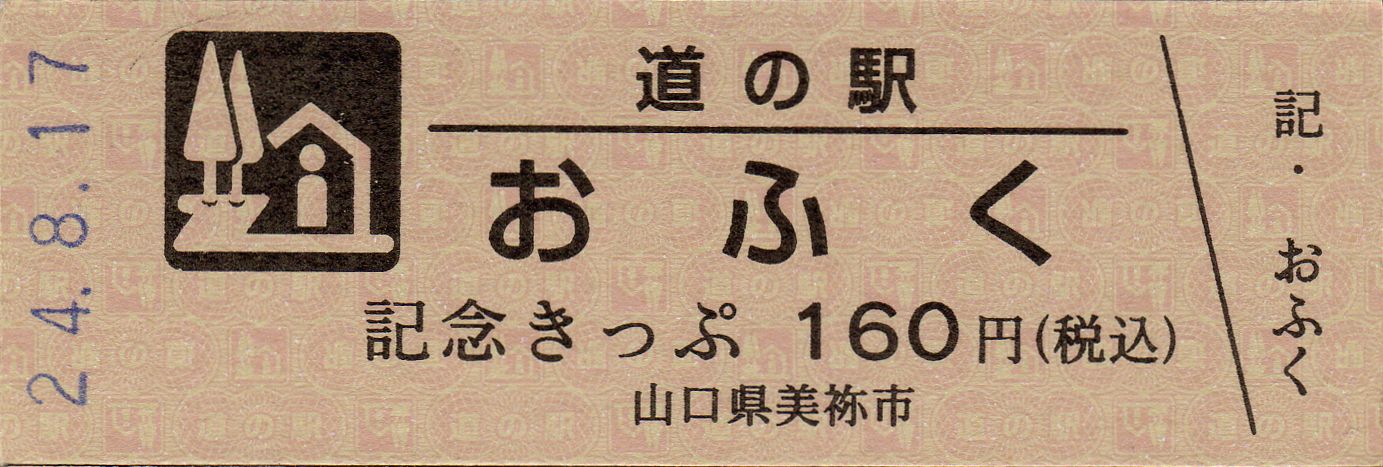 24.8.17
道の駅
おふく
記念きっぷ 160円(税込)
山口県美祢市
記・おふく